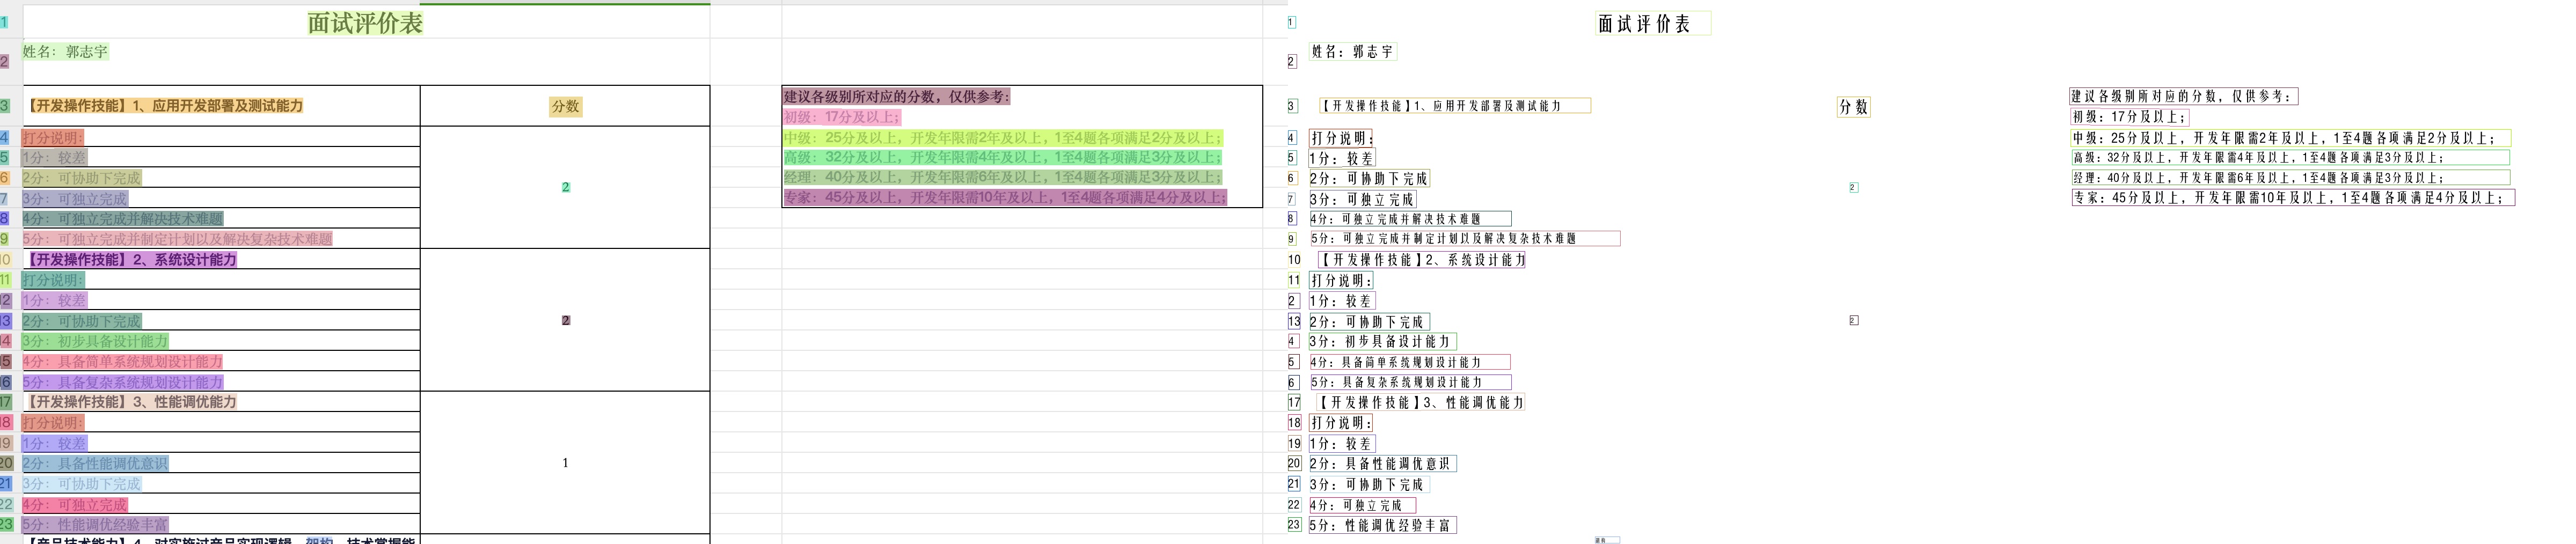 1 面试评价表
2 姓名：郭志宇
3 【开发操作技能】1、应用开发部署及测试能力 分数 建议各级别所对应的分数，仅供参考：
初级：17分及以上；
4 打分说明： 中级：25分及以上，开发年限需2年及以上，1至4题各项满足2分及以上；
5 1分：较差 高级：32分及以上，开发年限需4年及以上，1至4题各项满足3分及以上；
6 2分：可协助下完成 经理：40分及以上，开发年限需6年及以上，1至4题各项满足3分及以上；
7 3分：可独立完成 2 专家：45分及以上，开发年限需10年及以上，1至4题各项满足4分及以上；
8 4分：可独立完成并解决技术难题
9 5分：可独立完成并制定计划以及解决复杂技术难题
10 【开发操作技能】2、系统设计能力
11 打分说明：
12 1分：较差
13 2分：可协助下完成 2
14 3分：初步具备设计能力
15 4分：具备简单系统规划设计能力
16 5分：具备复杂系统规划设计能力
17 【开发操作技能】3、性能调优能力
18 打分说明：
19 1分：较差
20 2分：具备性能调优意识 1
21 3分：可协助下完成
22 4分：可独立完成
23 5分：性能调优经验丰富
【产品技术能力】4、对实施过产品实现逻辑、架构、技术掌握能
1 面试评价表
2 姓名：郭志宇
3 【开发操作技能】1、应用开发部署及测试能力 分数 建议各级别所对应的分数，仅供参考：
初级：17分及以上；
4 打分说明： 中级：25分及以上，开发年限需2年及以上，1至4题各项满足2分及以上；
5 1分：较差 高级：32分及以上，开发年限需4年及以上，1至4题各项满足3分及以上；
6 2分：可协助下完成 经理：40分及以上，开发年限需6年及以上，1至4题各项满足3分及以上；
7 3分：可独立完成 2 专家：45分及以上，开发年限需10年及以上，1至4题各项满足4分及以上；
8 4分：可独立完成并解决技术难题
9 5分：可独立完成并制定计划以及解决复杂技术难题
10 【开发操作技能】2、系统设计能力
11 打分说明：
2 1分：较差
13 2分：可协助下完成 2
4 3分：初步具备设计能力
5 4分：具备简单系统规划设计能力
6 5分：具备复杂系统规划设计能力
17 【开发操作技能】3、性能调优能力
18 打分说明：
19 1分：较差
20 2分：具备性能调优意识
21 3分：可协助下完成
22 4分：可独立完成
23 5分：性能调优经验丰富